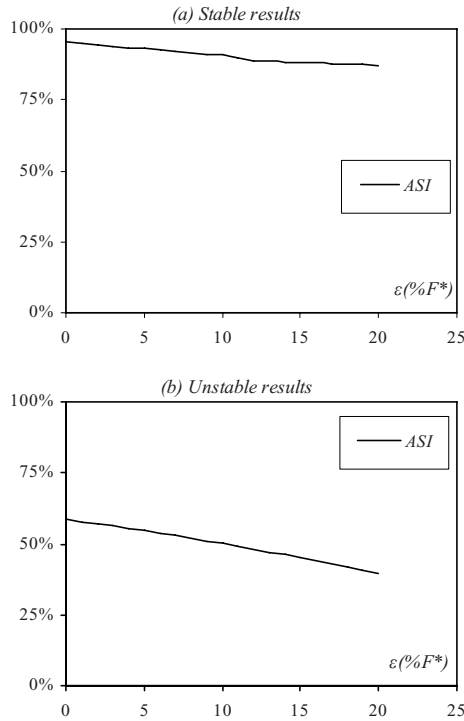 (a) Stable results
100%
75%
50%
25%
0%
ASI
ε(%F*)
0 5 10 15 20 25
(b) Unstable results
100%
75%
50%
25%
0%
ASI
ε(%F*)
0 5 10 15 20 25